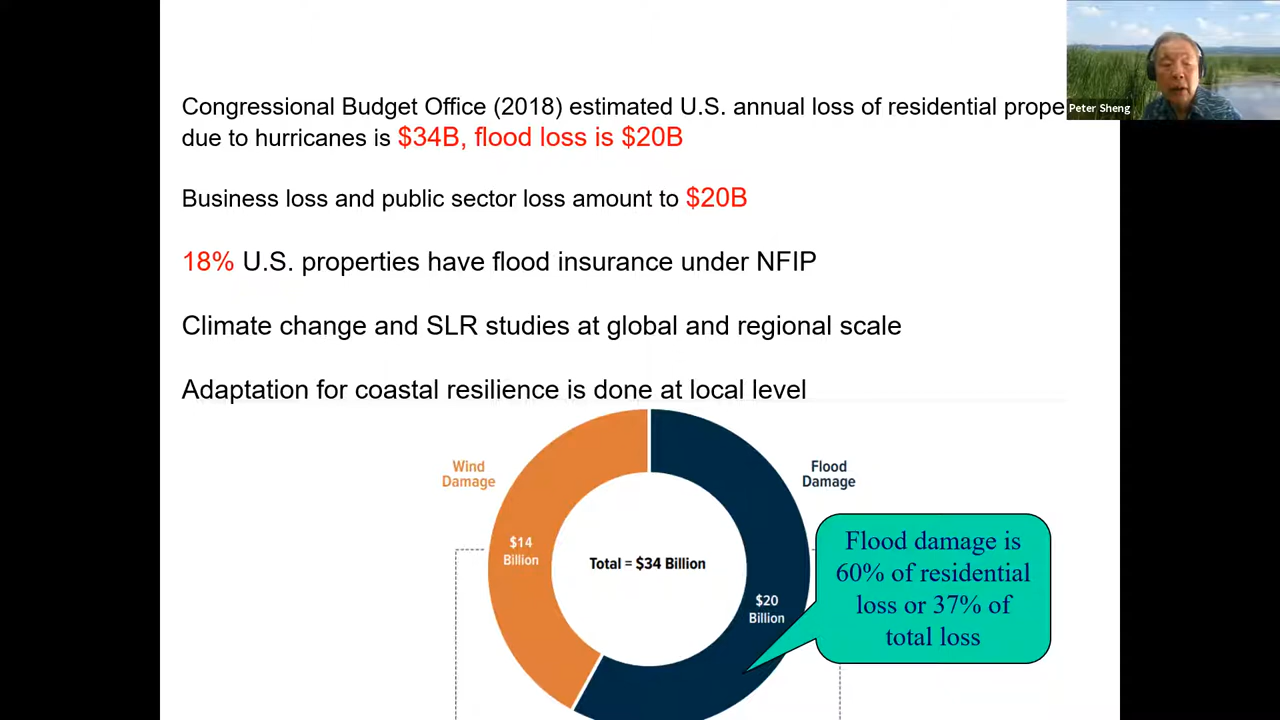 Congressional Budget Office (2018) estimated U.S. annual loss of residential prope
due to hurricanes is $34B, flood loss is $20B
Peter Sheng
Business loss and public sector loss amount to $20B
18% U.S. properties have flood insurance under NFIP
Climate change and SLR studies at global and regional scale
Adaptation for coastal resilience is done at local level
Wind
Damage
Flood
Damage
$14
Billion
Total = $34 Billion
$20
Billion
Flood damage is
60% of residential
loss or 37% of
total loss